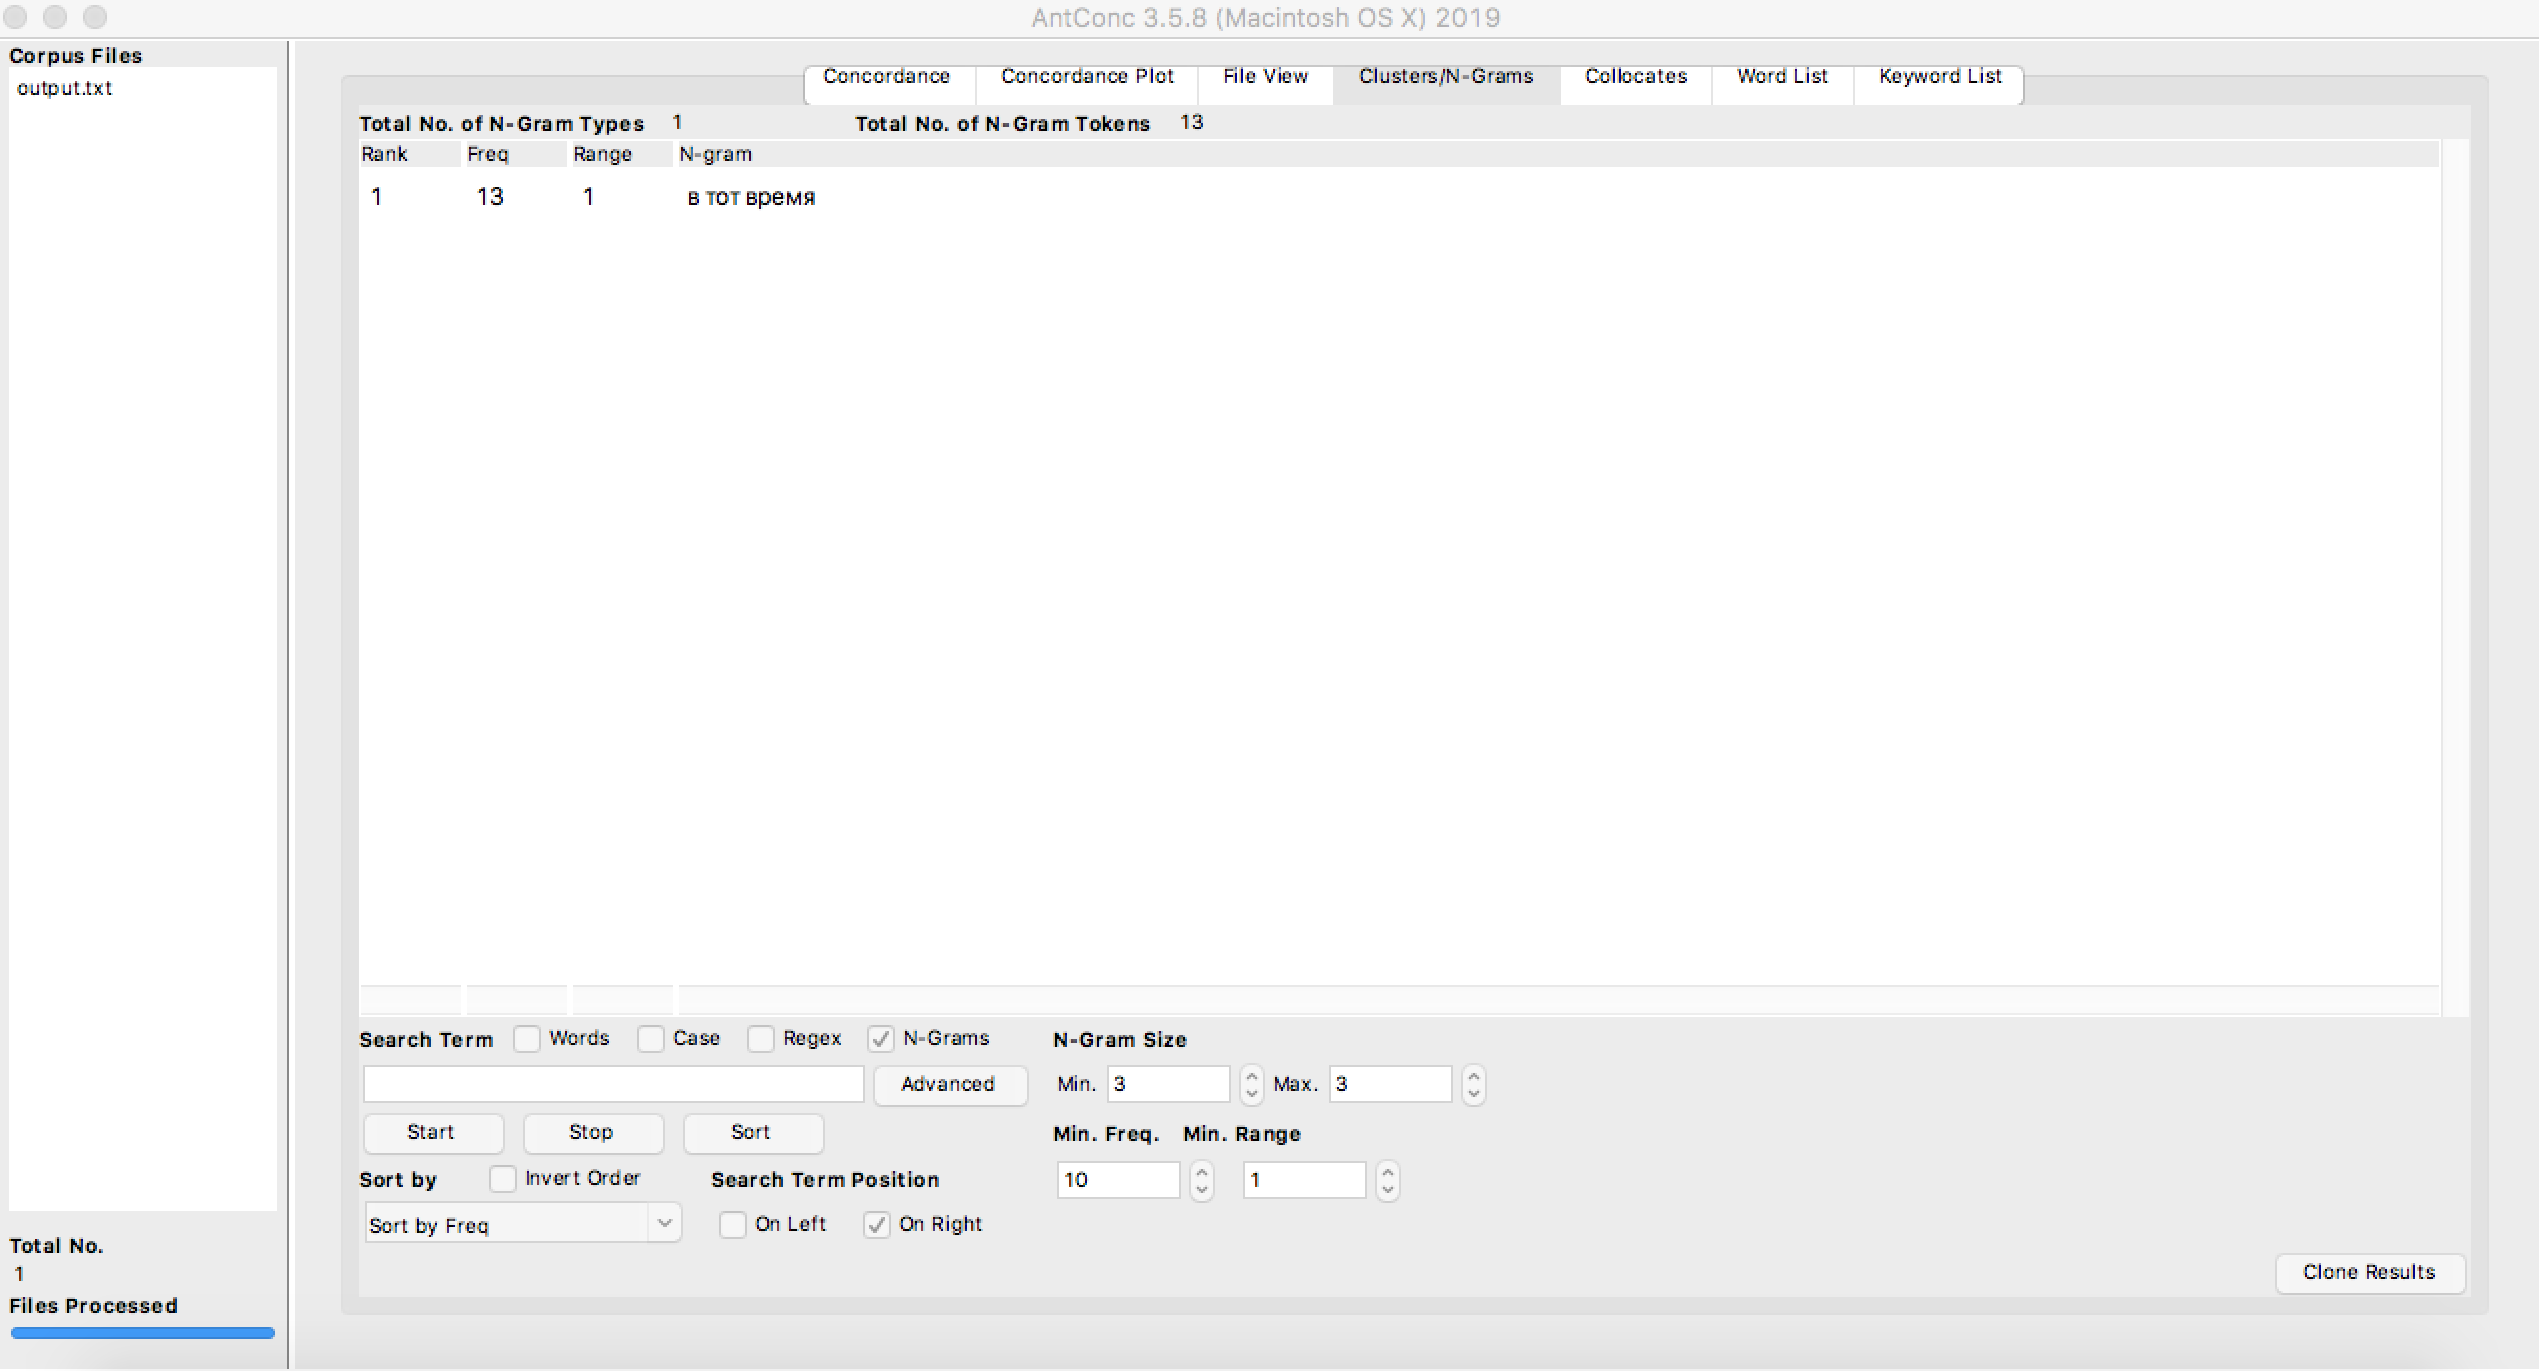 AntConc 3.5.8 (Macintosh OS X) 2019
Corpus Files
output.txt
Concordance Concordance Plot File View Clusters/N-Grams Collocates Word List Keyword List
Total No. of N-Gram Types 1 Total No. of N-Gram Tokens 13
Rank Freq Range N-gram
1 13 1 в тот время
Search Term Words Case Regex N-Grams N-Gram Size
Advanced Min. 3 Max. 3
Start Stop Sort Min. Freq. Min. Range
Sort by Invert Order Search Term Position 10 1
Sort by Freq On Left On Right
Total No.
1
Files Processed
Clone Results